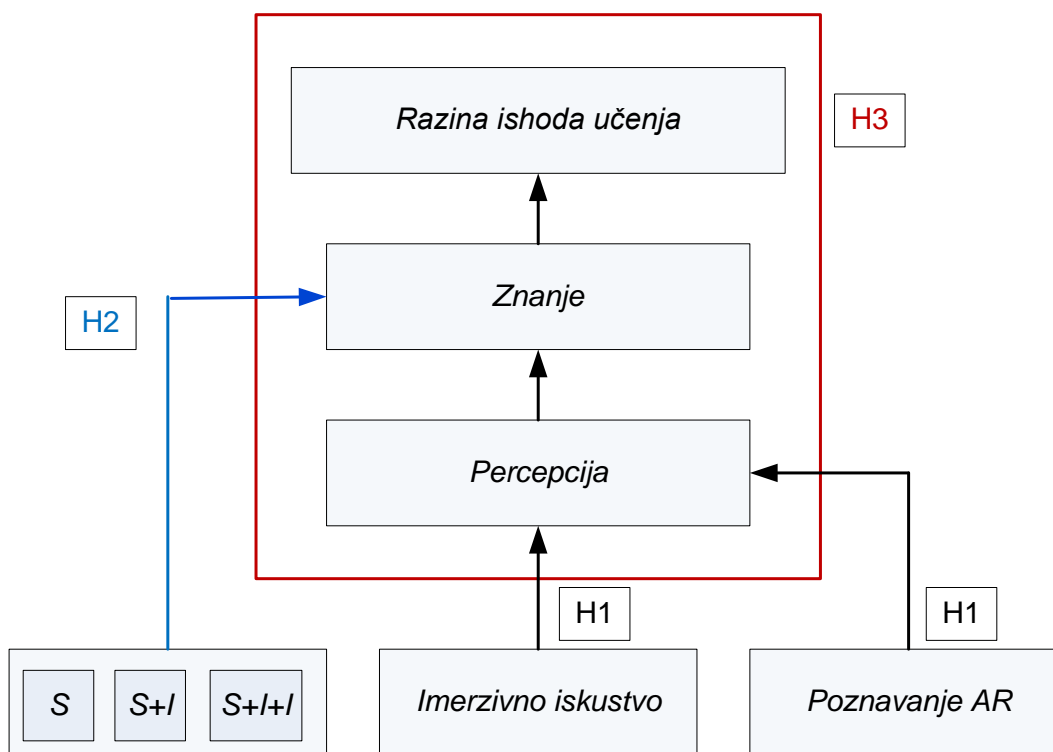 Razina ishoda učenja
H3
Znanje
H2
Percepcija
H1
H1
S
S+I
S+I+I
Imerzivno iskustvo
Poznavanje AR